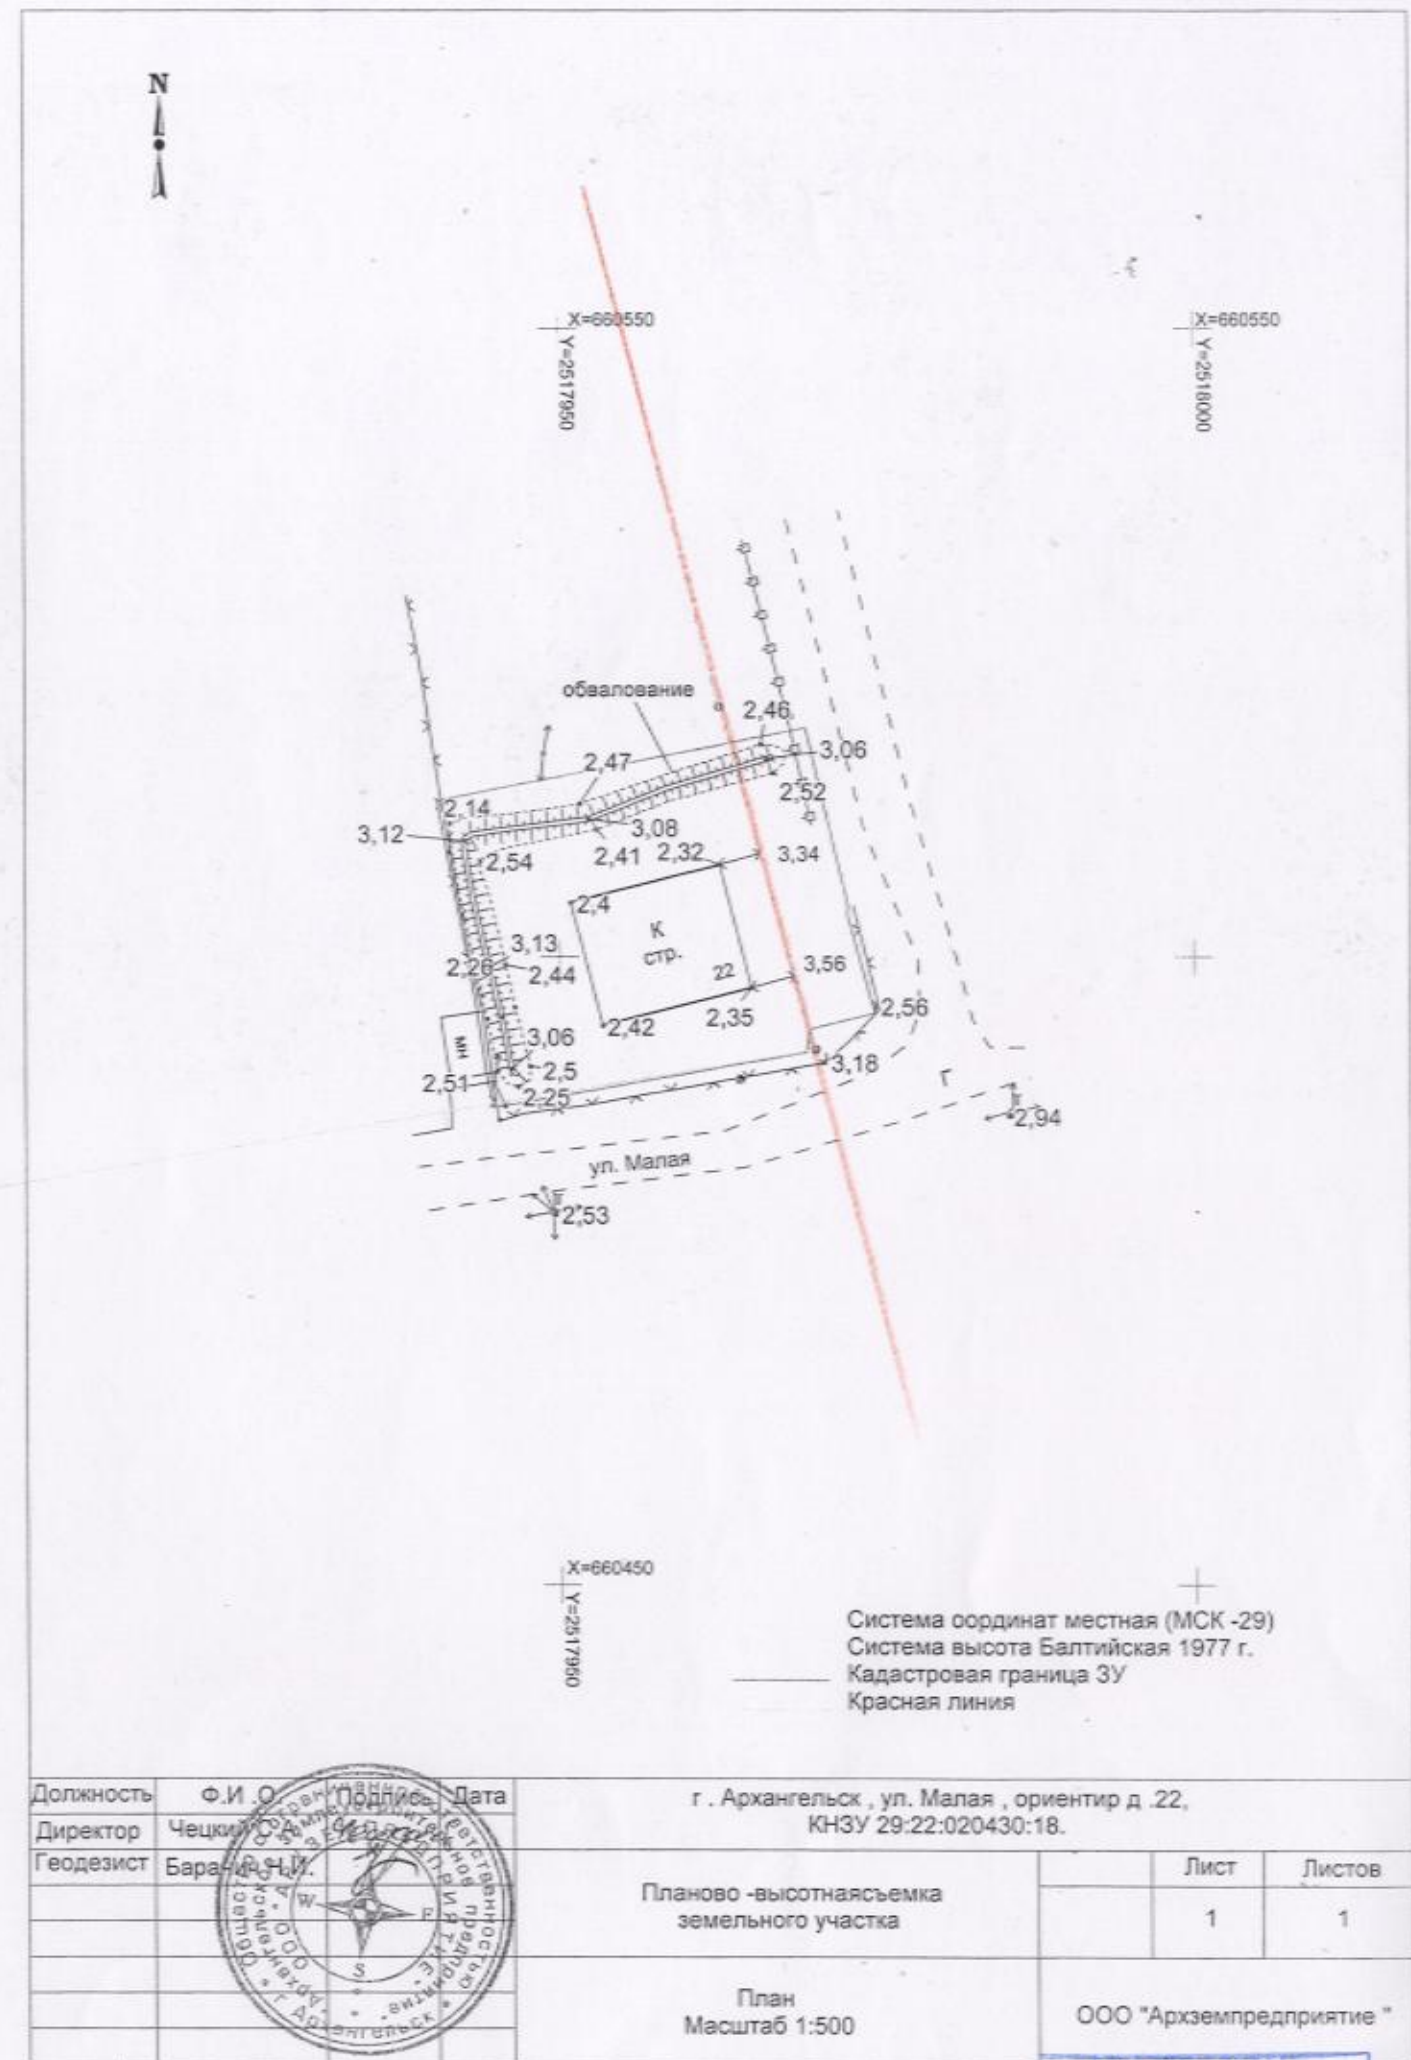 N
X=660550
Y=2517950
X=660550
Y=2518000
обвалование
2,46
2,47
3,06
2,52
2,14
3,12
3,08
2,54
2,41
2,32
3,34
2,4
К
стр.
22
3,13
2,26
2,44
3,56
2,56
2,42
2,35
мн
3,06
2,51
2,5
2,25
3,18
Г
2,94
ул. Малая
2,53
X=660450
Y=2517950
Система оординат местная (МСК -29)
Система высота Балтийская 1977 г.
Кадастровая граница ЗУ
Красная линия
Должность Ф.И .О. Подпись Дата
г . Архангельск , ул. Малая , ориентир д .22,
КНЗУ 29:22:020430:18.
Директор Чецкий С.А.
Геодезист Баранич Н.И.
Планово -высотнаясъемка
земельного участка
Лист Листов
1 1
План
Масштаб 1:500
ООО "Архземпредприятие "
W
S
г. Архангельск